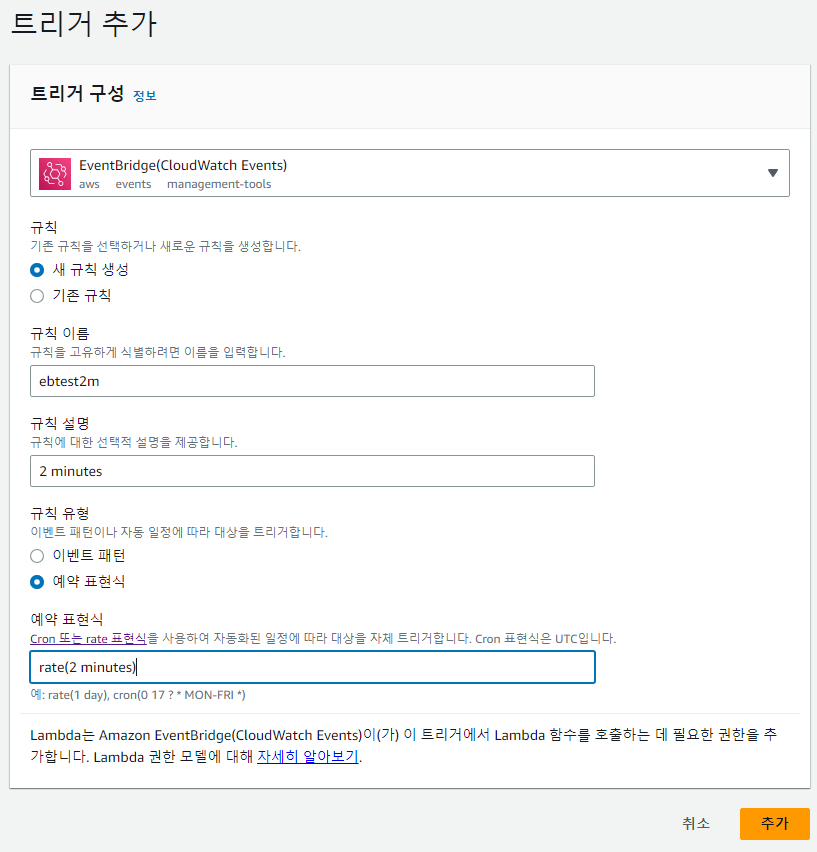 트리거 추가
트리거 구성 정보
EventBridge(CloudWatch Events)
aws events management-tools
규칙
기존 규칙을 선택하거나 새로운 규칙을 생성합니다.
새 규칙 생성
기존 규칙
규칙 이름
규칙을 고유하게 식별하려면 이름을 입력합니다.
ebtest2m
규칙 설명
규칙에 대한 선택적 설명을 제공합니다.
2 minutes
규칙 유형
이벤트 패턴이나 자동 일정에 따라 대상을 트리거합니다.
이벤트 패턴
예약 표현식
예약 표현식
Cron 또는 rate 표현식을 사용하여 자동화된 일정에 따라 대상을 자체 트리거합니다. Cron 표현식은 UTC입니다.
rate(2 minutes)
예: rate(1 day), cron(0 17 ? * MON-FRI *)
Lambda는 Amazon EventBridge(CloudWatch Events)이(가) 이 트리거에서 Lambda 함수를 호출하는 데 필요한 권한을 추
가합니다. Lambda 권한 모델에 대해 자세히 알아보기.
취소 추가